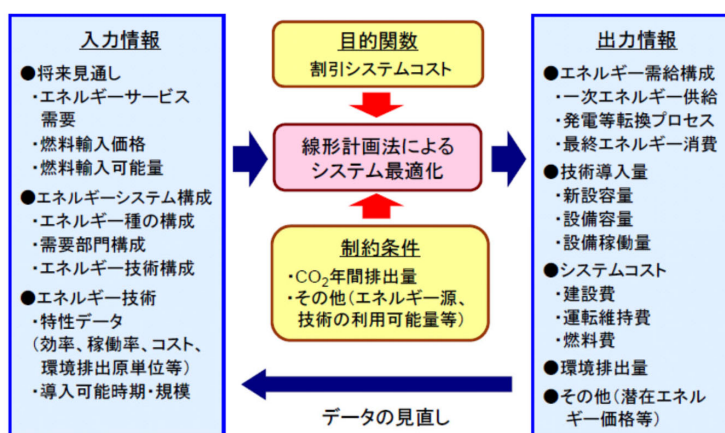 入力情報
●将来見通し
・エネルギーサービス
需要
・燃料輸入価格
・燃料輸入可能量
●エネルギーシステム構成
・エネルギー種の構成
・需要部門構成
・エネルギー技術構成
●エネルギー技術
・特性データ
(効率、稼働率、コスト、
環境排出原単位等)
・導入可能時期・規模
目的関数
割引システムコスト
線形計画法による
システム最適化
制約条件
・CO₂年間排出量
・その他(エネルギー源、
技術の利用可能量等)
データの見直し
出力情報
●エネルギー需給構成
・一次エネルギー供給
・発電等転換プロセス
・最終エネルギー消費
●技術導入量
・新設容量
・設備容量
・設備稼働量
●システムコスト
・建設費
・運転維持費
・燃料費
●環境排出量
●その他(潜在エネル
ギー価格等)